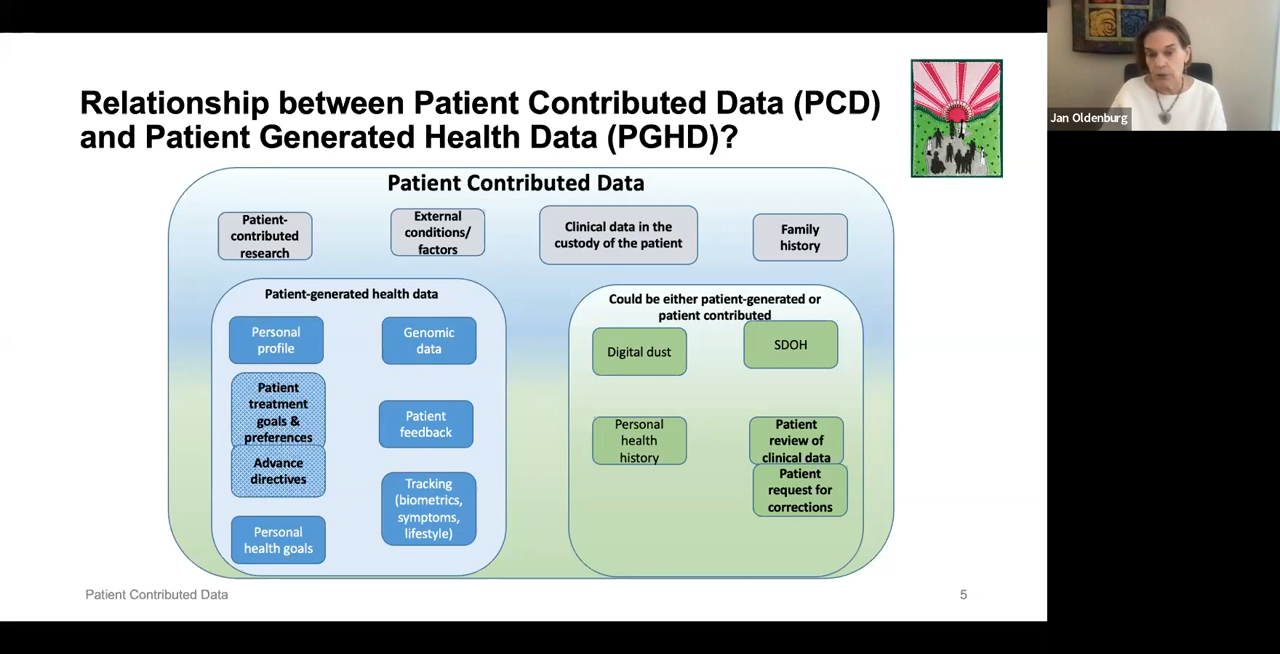 Relationship between Patient Contributed Data (PCD)
and Patient Generated Health Data (PGHD)?
Jan Oldenburg
Patient Contributed Data
Patient-
contributed
research
External
conditions/
factors
Clinical data in the
custody of the patient
Family
history
Patient-generated health data
Personal
profile
Genomic
data
Patient
treatment
goals &
preferences
Patient
feedback
Advance
directives
Tracking
(biometrics,
symptoms,
lifestyle)
Personal
health goals
Could be either patient-generated or
patient contributed
Digital dust
SDOH
Personal
health
history
Patient
review of
clinical data
Patient
request for
corrections
Patient Contributed Data
5